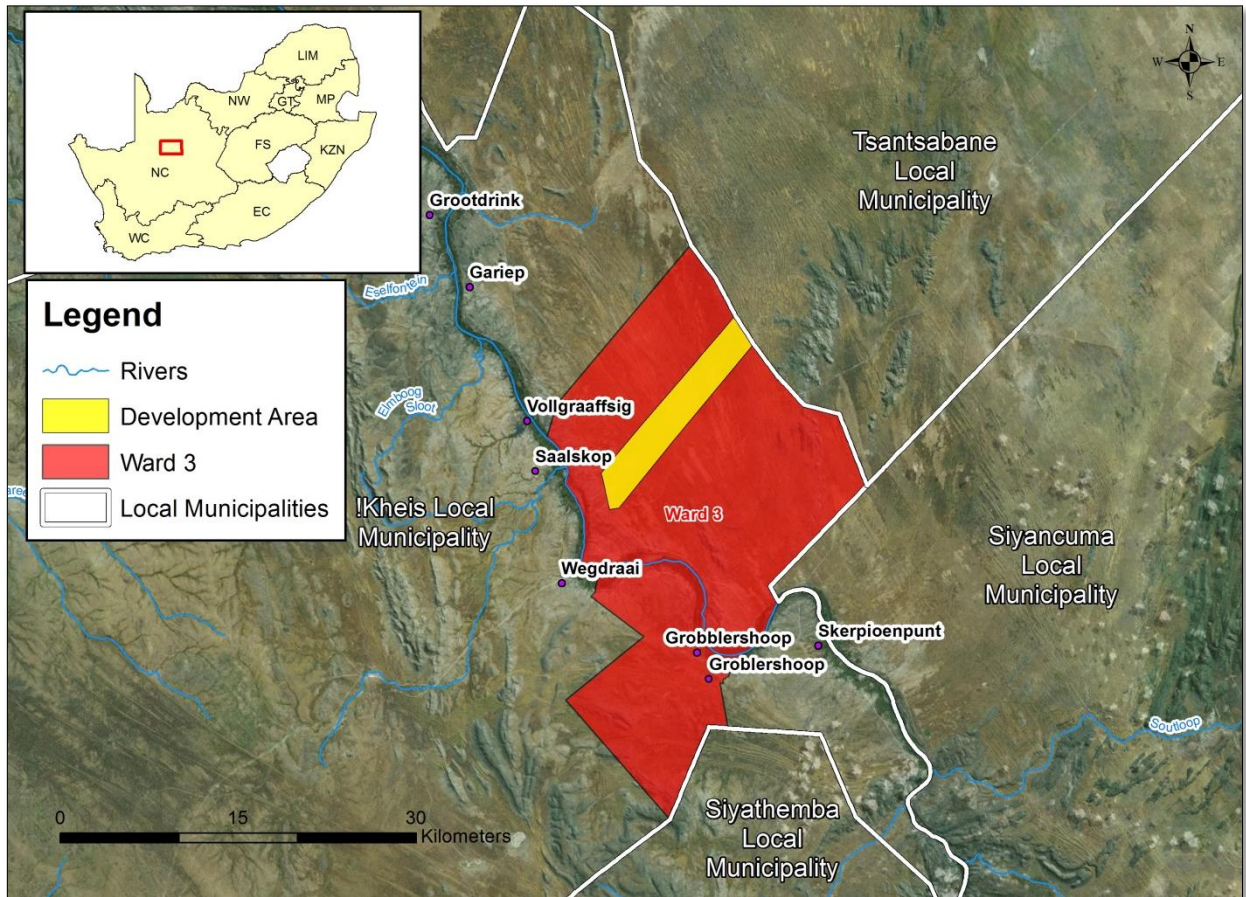 LIM
NW
GT
MP
FS
KZN
NC
EC
WC
N
W
E
S
Tsantsabane
Local
Municipality
Grootdrink
Gariep
Eselfontein
Legend
Rivers
Development Area
Ward 3
Local Municipalities
Elmboog
Sloot
Vollgraaffsig
Saalskop
!Kheis Local
Municipality
Ward 3
Siyancuma
Local
Municipality
Wegdraai
Grobblershoop
Skerpioenpunt
Groblershoop
Soutloop
Siyathemba
Local
Municipality
0
15
30
Kilometers